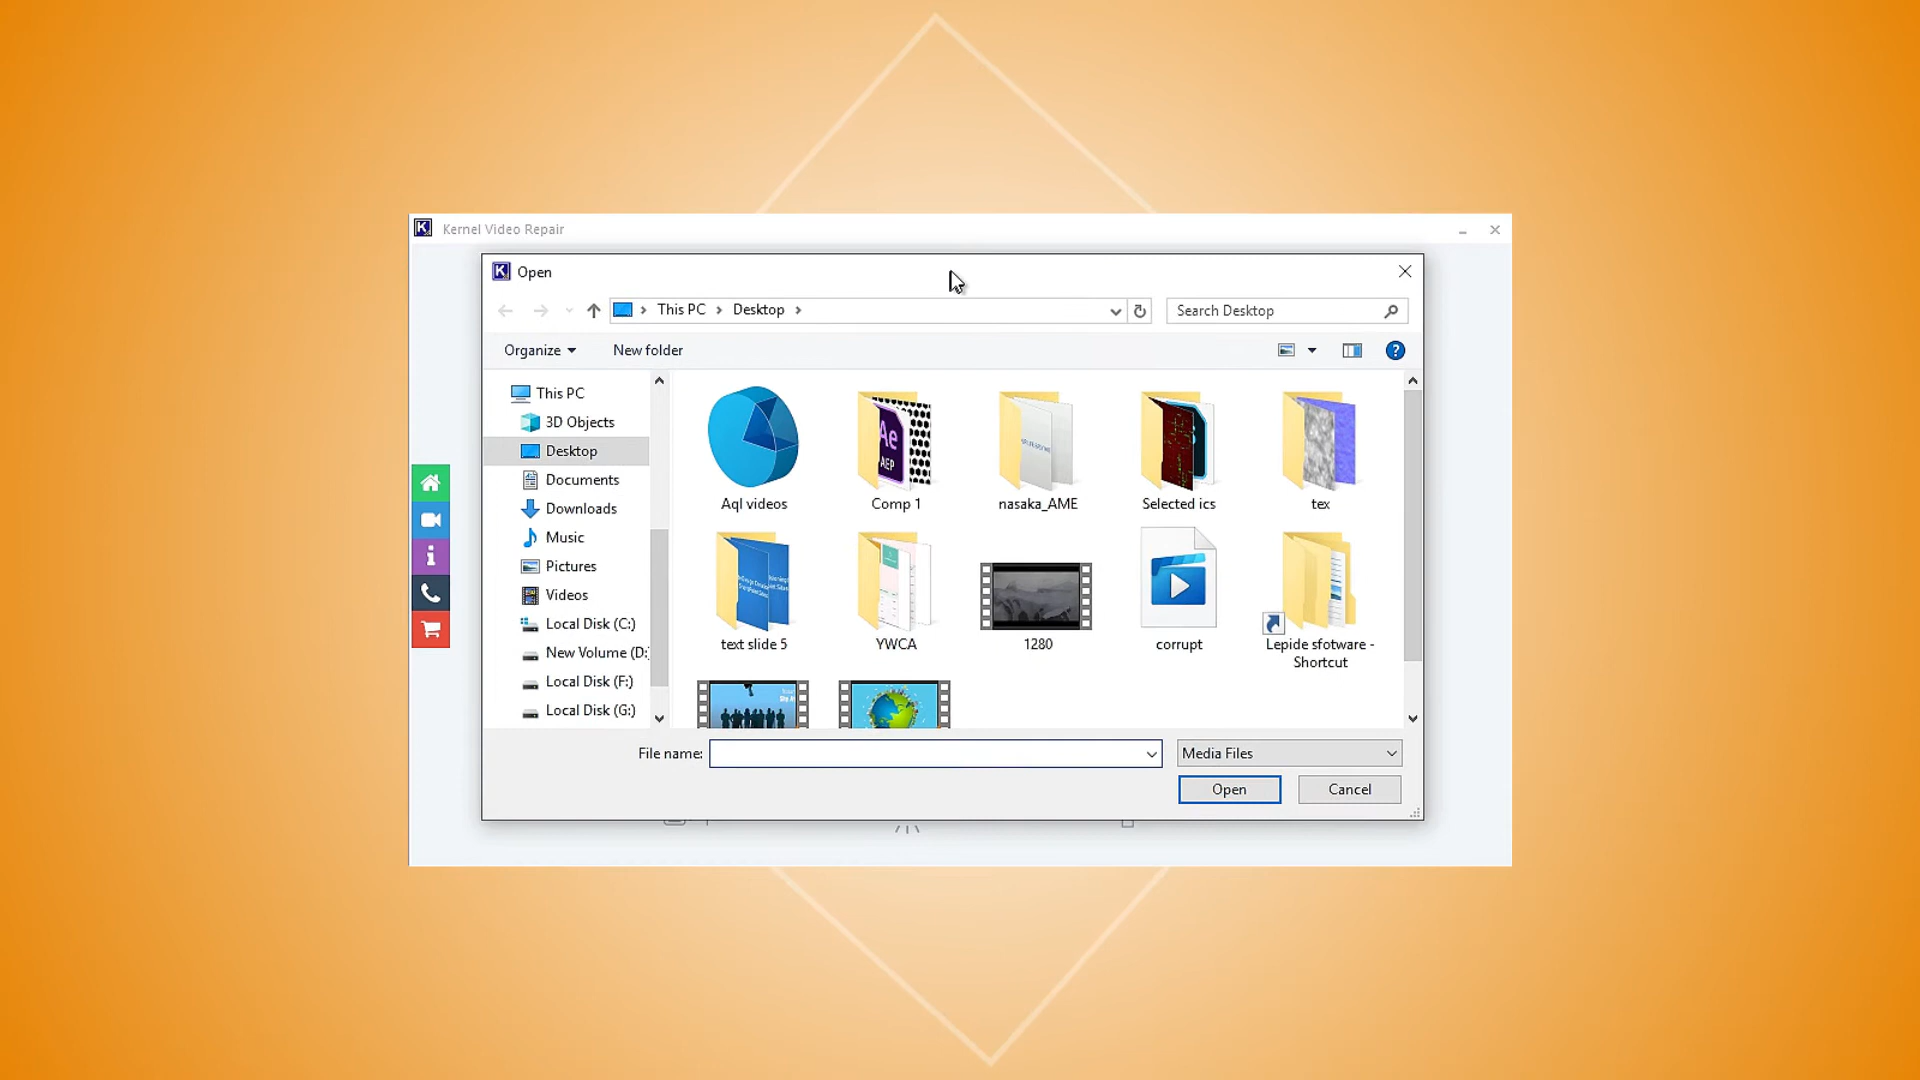 Kernel Video Repair
Open
This PC
Desktop
Search Desktop
Organize
New folder
This PC
3D Objects
Desktop
Documents
Downloads
Music
Pictures
Videos
Local Disk (C:)
New Volume (D:
Local Disk (F:)
Local Disk (G:)
Ae
AEP
Aql videos
Comp 1
nasaka_AME
Selected ics
tex
text slide 5
YWCA
1280
corrupt
Lepide sfotware -
Shortcut
File name:
Media Files
Open
Cancel